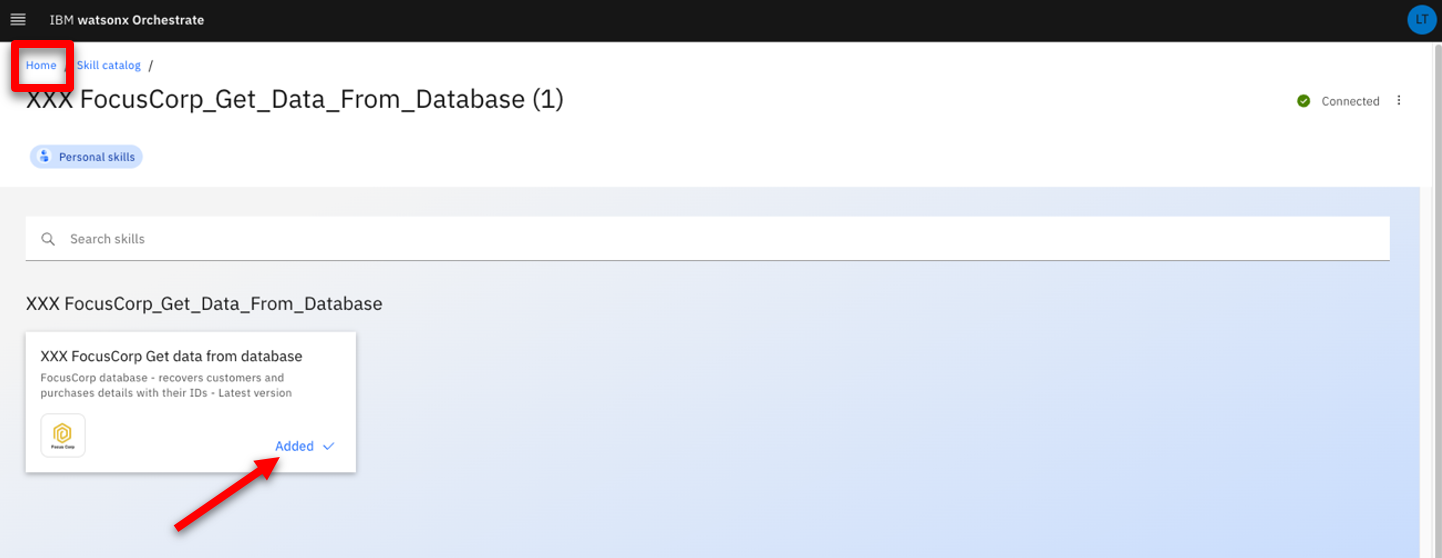 IBM watsonx Orchestrate
LT
Home / Skill catalog /
XXX FocusCorp_Get_Data_From_Database (1)
Connected
Personal skills
Search skills
XXX FocusCorp_Get_Data_From_Database
XXX FocusCorp Get data from database
FocusCorp database - recovers customers and
purchases details with their IDs - Latest version
Focus Corp
Added